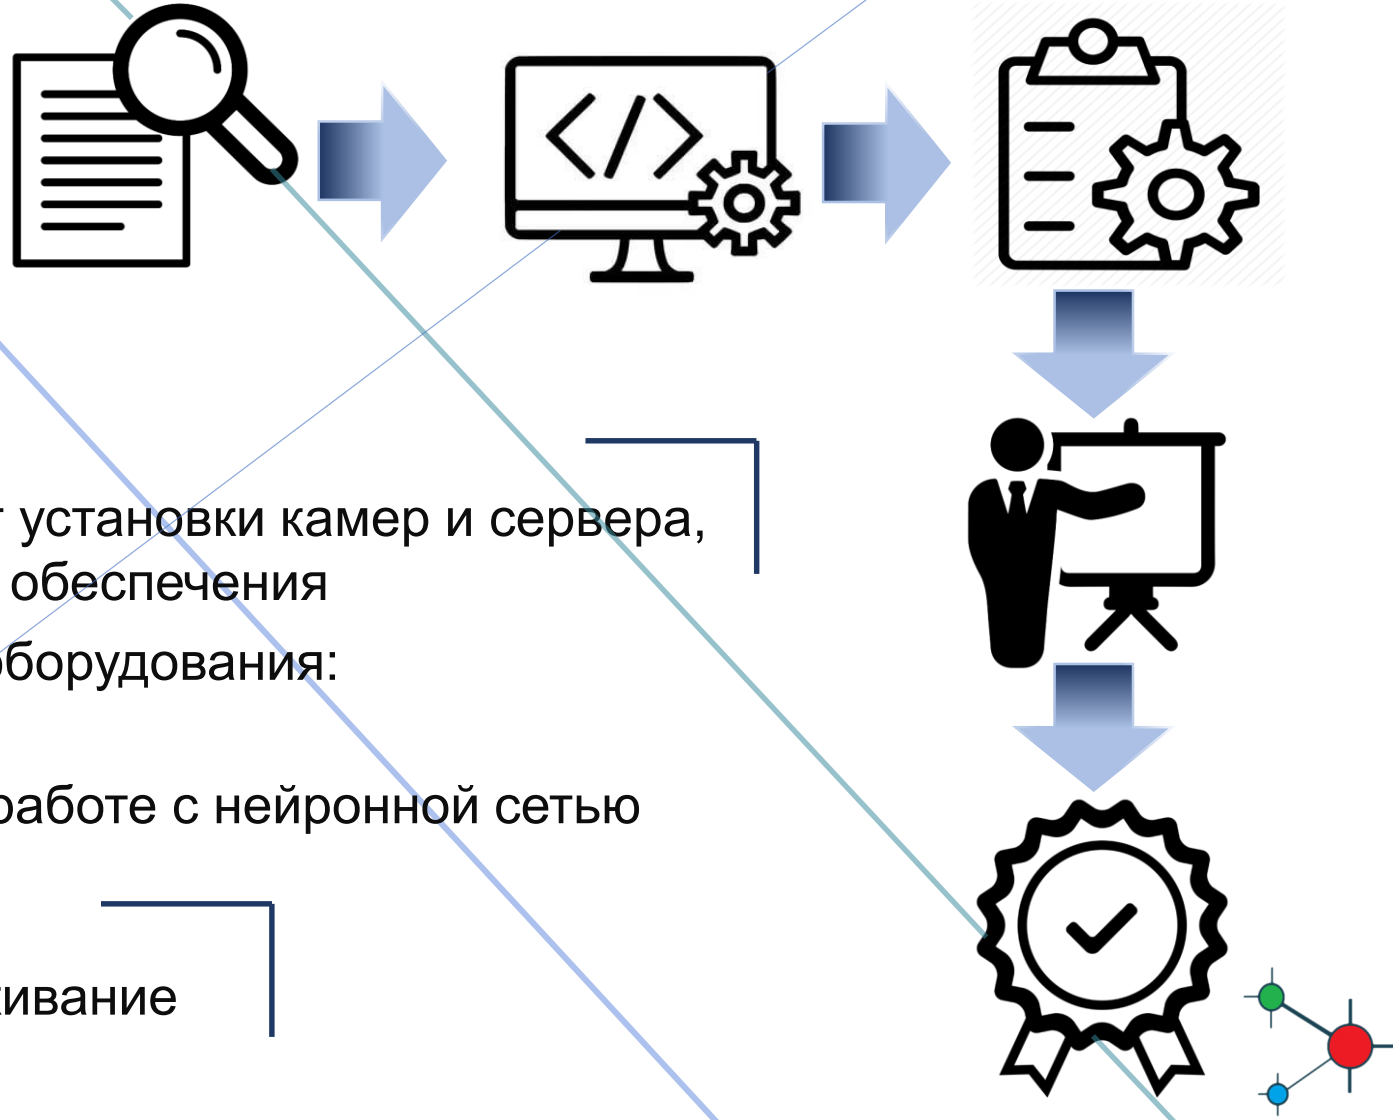 установки камер и сервера,
обеспечения
борудования:
работе с нейронной сетью
ивание